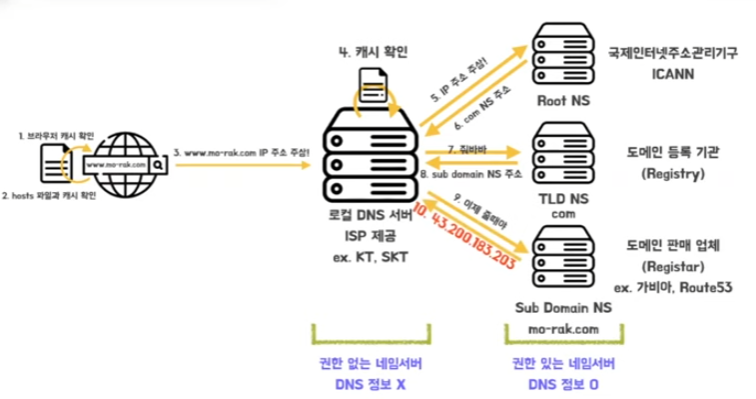 1. 브라우저 캐시 확인
www.mo-rak.com
2. hosts 파일과 캐시 확인
3. www.mo-rak.com IP 주소 주삼!
4. 캐시 확인
로컬 DNS 서버
ISP 제공
ex. KT, SKT
5. IP 주소 주삼!
6. com NS 주소
7. 줘바바
8. sub domain NS 주소
9. 이제 줄때야
10. 43.200.183.203
Root NS
국제인터넷주소관리기구
ICANN
TLD NS
com
도메인 등록 기관
(Registry)
Sub Domain NS
mo-rak.com
도메인 판매 업체
(Registar)
ex. 가비아, Route53
권한 없는 네임서버
DNS 정보 X
권한 있는 네임서버
DNS 정보 O